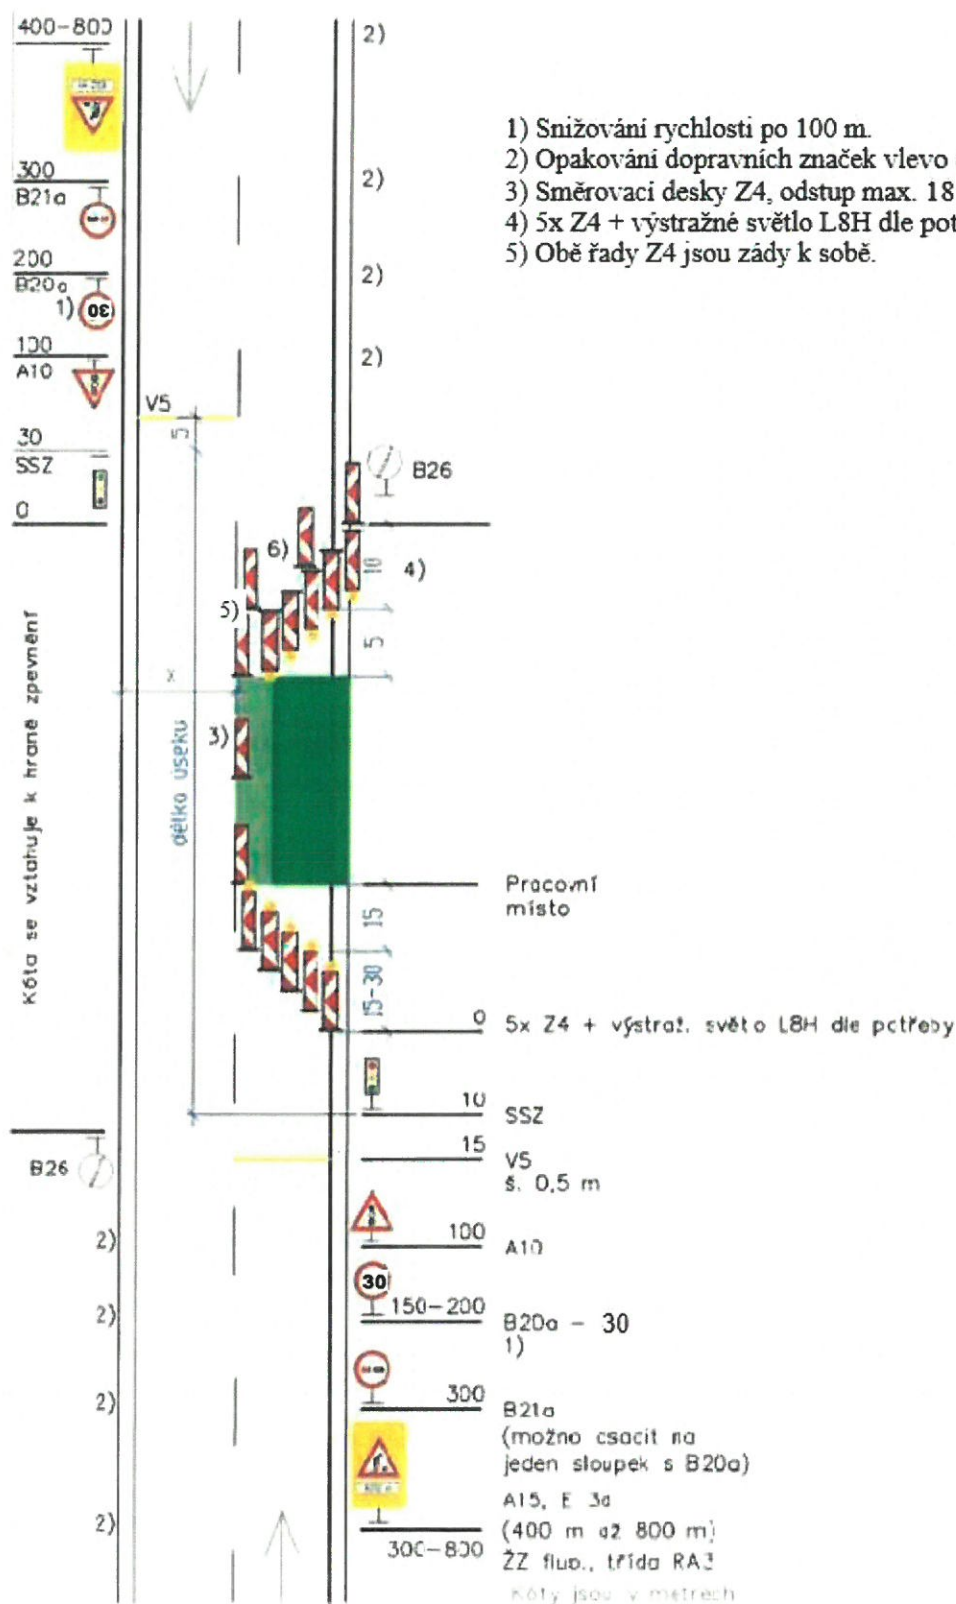 400-800
300
B21a
200
B20a
1)
30
100
A10
30
SSZ
0
2)
2)
2)
2)
1) Snižování rychlosti po 100 m.
2) Opakování dopravních značek vlevo
3) Směrovací desky Z4, odstup max. 18
4) 5x Z4 + výstražné světlo L8H dle pot
5) Obě řady Z4 jsou zády k sobě.
V5
5
B26
6)
10
4)
5)
5
x
3)
délka úseku
Kóta se vztahuje k hraně zpevnění
Pracovní
místo
15
15-30
0
5x Z4 + výstraž. světlo L8H dle potřeby
10
SSZ
15
V5
š. 0,5 m
B26
100
A10
2)
30
150-200
B20a - 30
1)
2)
300
B21a
2)
(možno osadit na
jeden sloupek s B20a)
A15, E 3a
(400 m až 800 m)
2)
300-800
ŽZ fluo., třída RA3
Kóty jsou v metrech